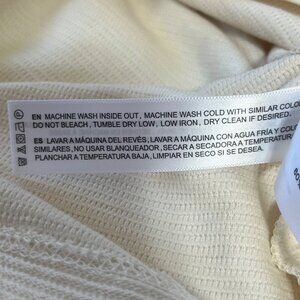 EN MACHINE WASH INSIDE OUT , MACHINE WASH COLD WITH SIMILAR COLOR
DO NOT BLEACH , TUMBLE DRY LOW , LOW IRON , DRY CLEAN IF DESIRED.
ES LAVAR A MÁQUINA DEL REVÉS , LAVAR A MÁQUINA CON AGUA FRÍA Y COL
SIMILARES, NO USAR BLANQUEADOR , SECAR A SECADORA A TEMPERATURA
PLANCHAR A TEMPERATURA BAJA, LIMPIAR EN SECO SI SE DESEA.